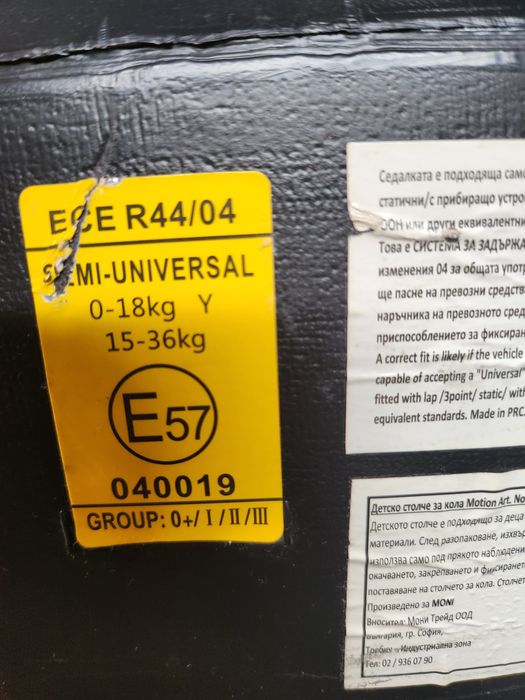 ECE R44/04
SEMI-UNIVERSAL
0-18kg Y
15-36kg
E57
040019
GROUP: 0+/ I / II / III
Седалката е подходяща само
статични/с прибиращо устро
ООН или други еквивалентни
Това е СИСТЕМА ЗА ЗАДЪРЖА
изменения 04 за общата упот
ще пасне на превозни средства
наръчника на превозното сред
приспособлението за фиксиран
A correct fit is likely if the vehicle
capable of accepting a "Universal"
fitted with lap /3point/ static/ with
equivalent standards. Made in PRC.
Детско столче за кола Motion Art. No
Детското столче е подходящо за деца
материали. След разопаковане, изхвър
използва само под прякото наблюдени
окачването, закрепването и фиксирането
поставяне на столчето за кола. Столчет
Произведено за MONI
Вносител: Мони Трейд ООД
България, гр. София,
Требич – Индустриална зона
Тел: 02 / 936 07 90